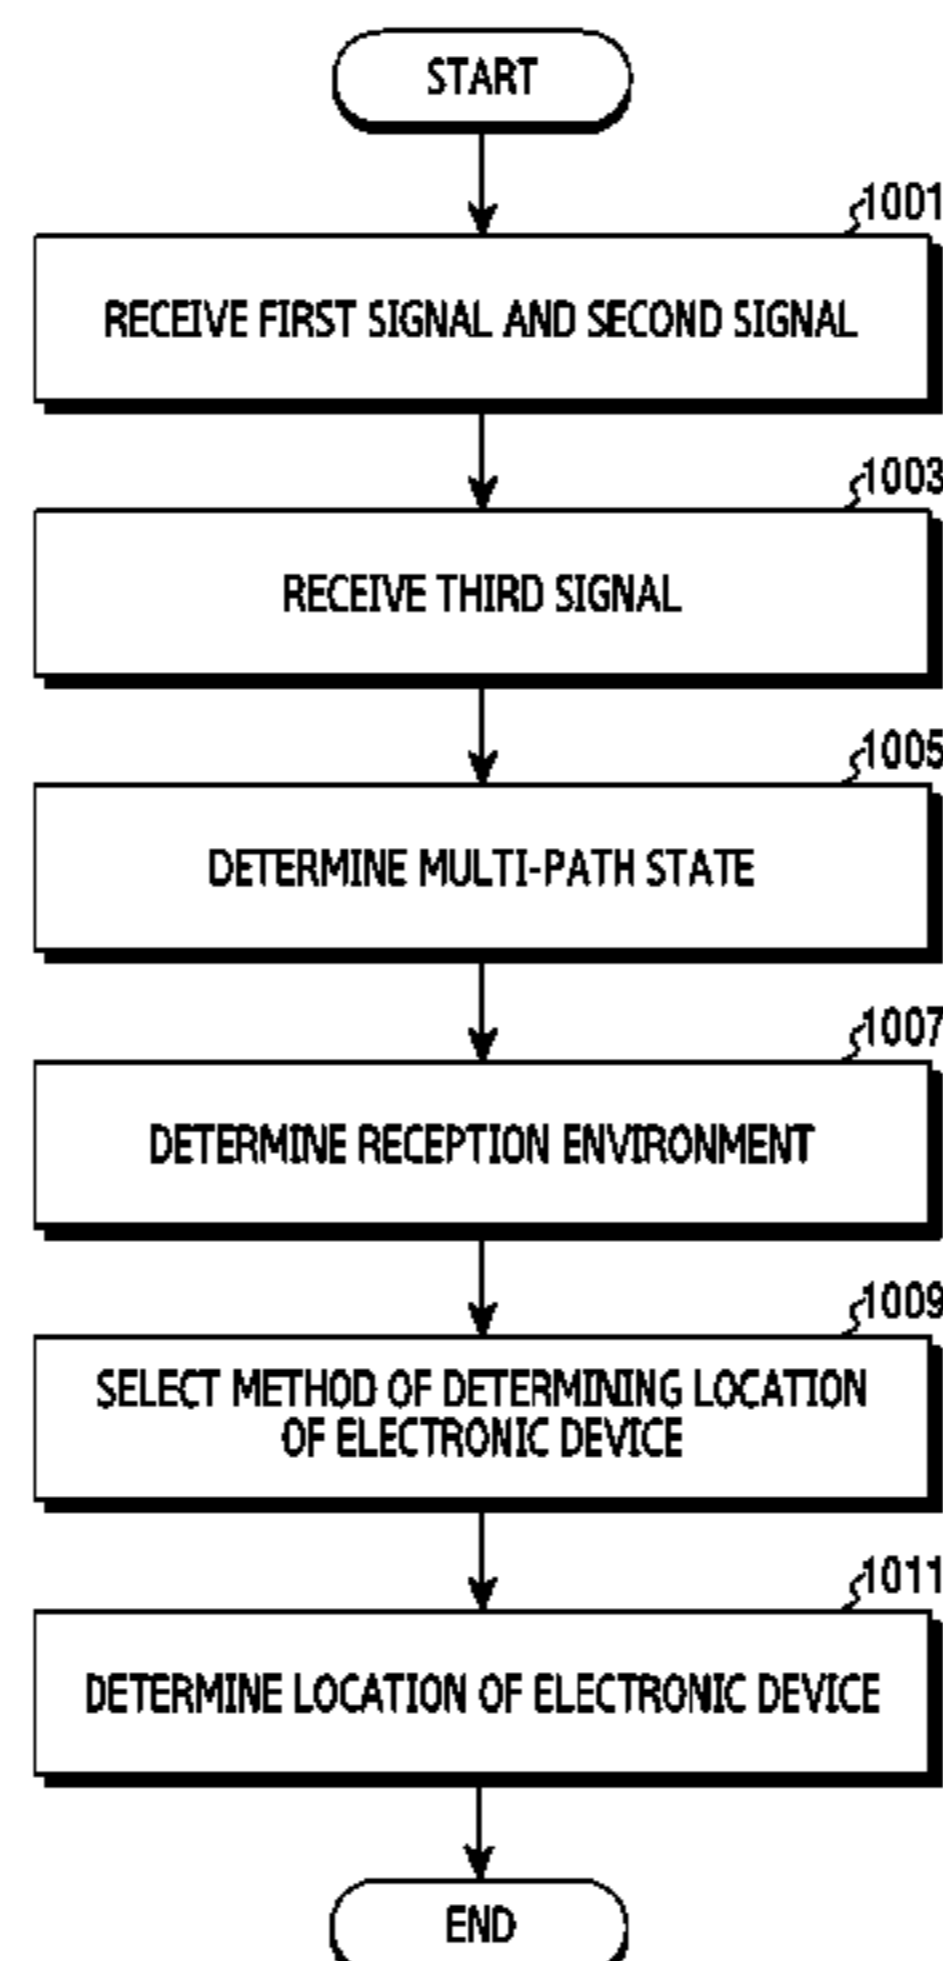 START
1001
RECEIVE FIRST SIGNAL AND SECOND SIGNAL
1003
RECEIVE THIRD SIGNAL
1005
DETERMINE MULTI-PATH STATE
1007
DETERMINE RECEPTION ENVIRONMENT
1009
SELECT METHOD OF DETERMINING LOCATION
OF ELECTRONIC DEVICE
1011
DETERMINE LOCATION OF ELECTRONIC DEVICE
END